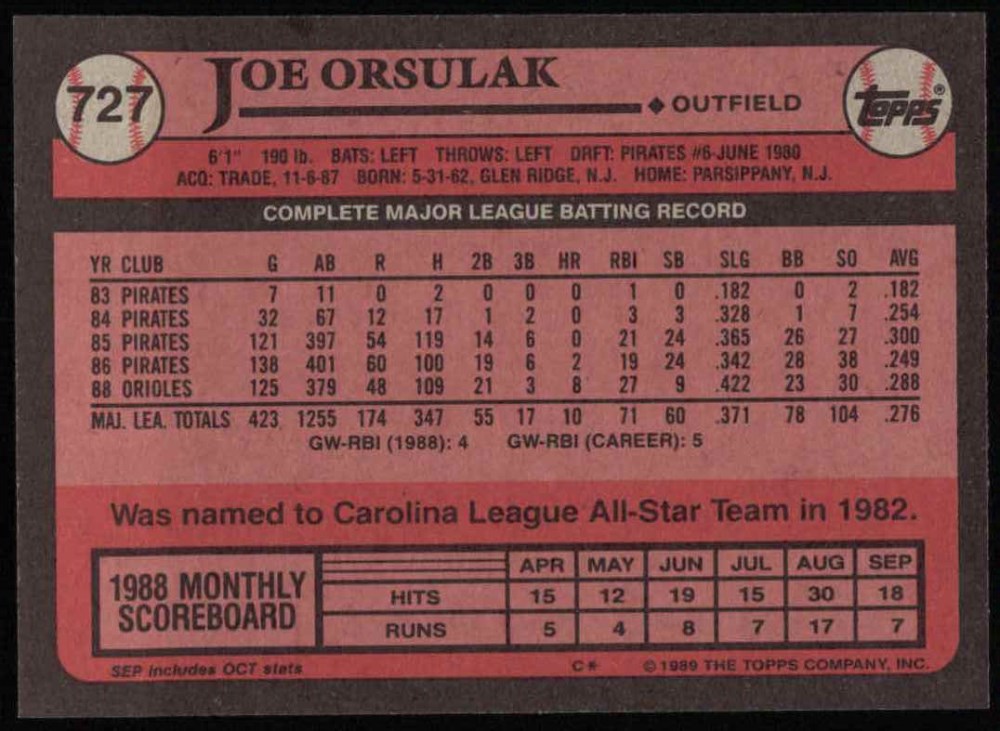 727
JOE ORSULAK
OUTFIELD
TOPPS®
6'1" 190 lb. BATS: LEFT THROWS: LEFT DRFT: PIRATES #6-JUNE 1980
ACQ: TRADE, 11-6-87 BORN: 5-31-62, GLEN RIDGE, N.J. HOME: PARSIPPANY, N.J.
COMPLETE MAJOR LEAGUE BATTING RECORD
YR CLUB G AB R H 2B 3B HR RBI SB SLG BB SO AVG
83 PIRATES 7 11 0 2 0 0 0 1 0 .182 0 2 .182
84 PIRATES 32 67 12 17 1 2 0 3 3 .328 1 7 .254
85 PIRATES 121 397 54 119 14 6 0 21 24 .365 26 27 .300
86 PIRATES 138 401 60 100 19 6 2 19 24 .342 28 38 .249
88 ORIOLES 125 379 48 109 21 3 8 27 9 .422 23 30 .288
MAJ. LEA. TOTALS 423 1255 174 347 55 17 10 71 60 .371 78 104 .276
GW-RBI (1988): 4 GW-RBI (CAREER): 5
Was named to Carolina League All-Star Team in 1982.
1988 MONTHLY
SCOREBOARD
APR MAY JUN JUL AUG SEP
HITS 15 12 19 15 30 18
RUNS 5 4 8 7 17 7
SEP includes OCT stats
C* © 1989 THE TOPPS COMPANY, INC.